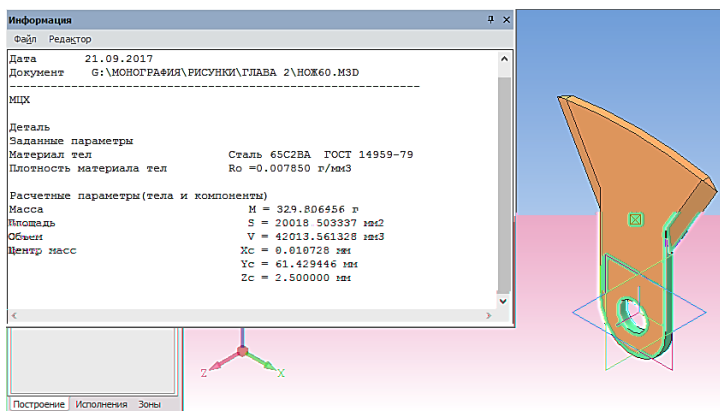 Информация
Файл Редактор
Дата 21.09.2017
Документ G:\МОНОГРАФИЯ\РИСУНКИ\ГЛАВА 2\НОЖ60.M3D
------------------------------------------------------------
МЦХ
Деталь
Заданные параметры
Материал тел Сталь 65С2ВА ГОСТ 14959-79
Плотность материала тел Ro =0.007850 г/мм3
Расчетные параметры(тела и компоненты)
Масса M = 329.806456 г
Площадь S = 20018.503337 мм2
Объем V = 42013.561328 мм3
Центр масс Xc = 0.010728 мм
Yc = 61.429446 мм
Zc = 2.500000 мм
Z X
Построение Исполнения Зоны